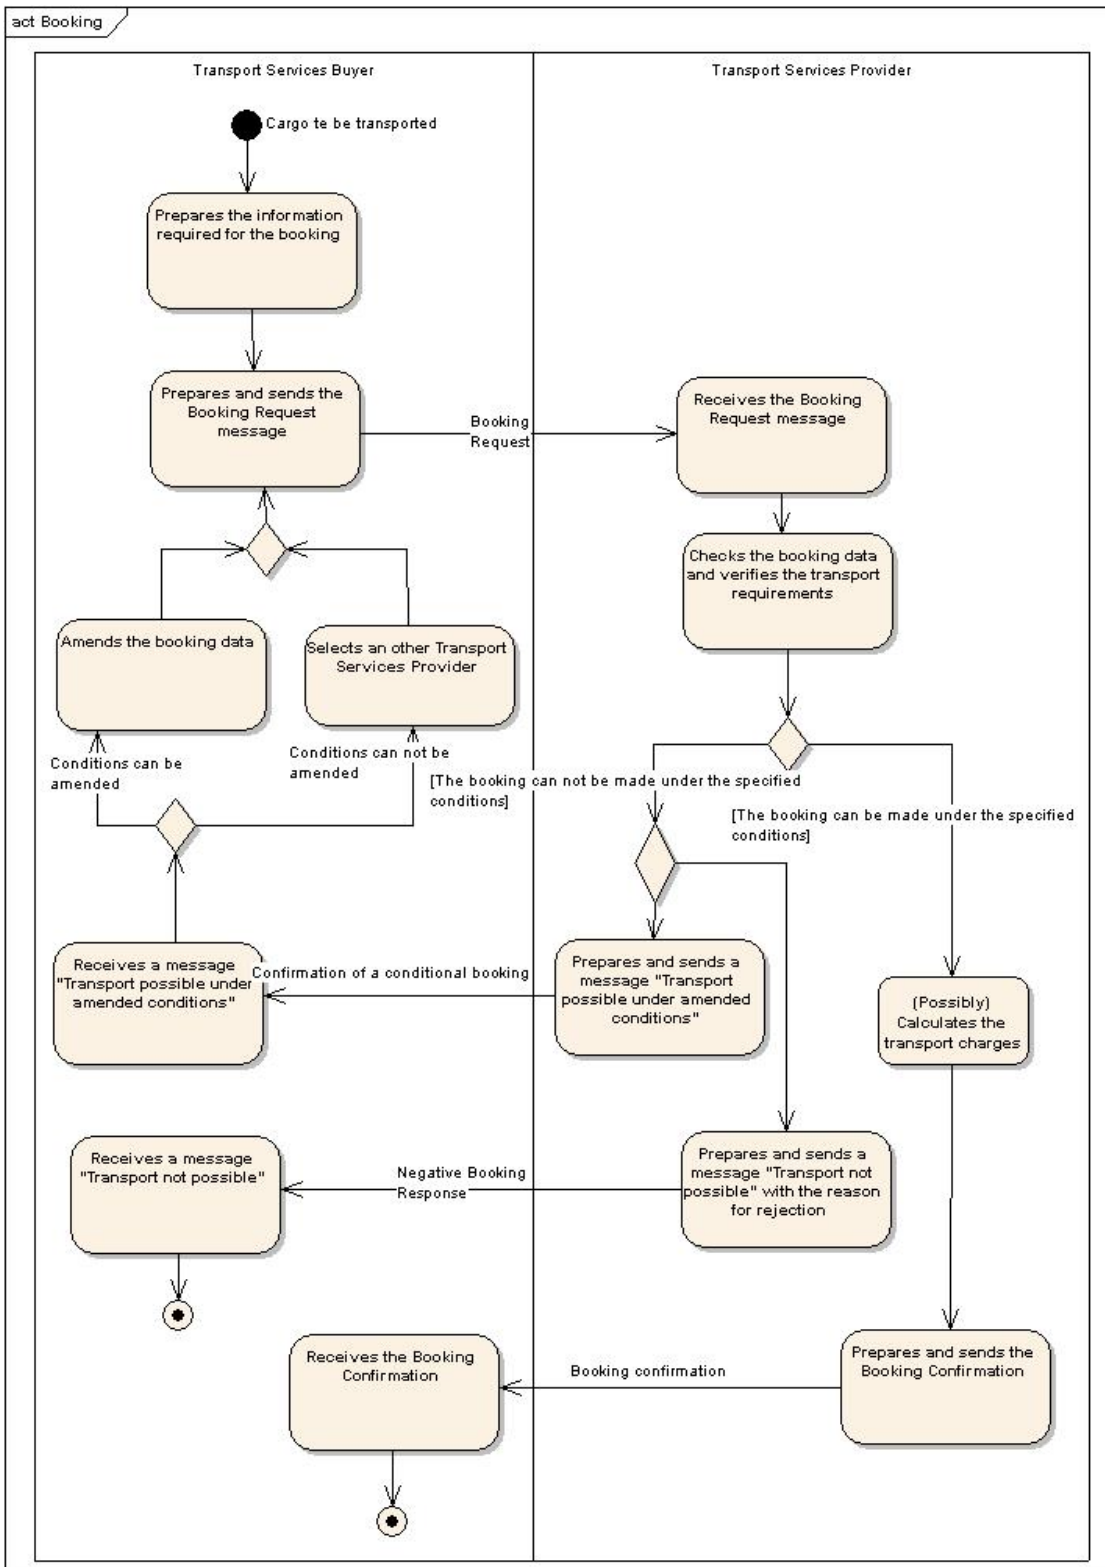 act Booking
Transport Services Buyer
Transport Services Provider
Cargo te be transported
Prepares the information
required for the booking
Prepares and sends the
Booking Request
message
Booking
Request
Receives the Booking
Request message
Checks the booking data
and verifies the transport
requirements
Amends the booking data
Selects an other Transport
Services Provider
Conditions can be
amended
Conditions can not be
amended
[The booking can not be made under the specified
conditions]
[The booking can be made under the specified
conditions]
Receives a message
"Transport possible under
amended conditions"
Confirmation of a conditional booking
Prepares and sends a
message "Transport
possible under amended
conditions"
(Possibly)
Calculates the
transport charges
Receives a message
"Transport not possible"
Negative Booking
Response
Prepares and sends a
message "Transport not
possible" with the reason
for rejection
Receives the Booking
Confirmation
Booking confirmation
Prepares and sends the
Booking Confirmation